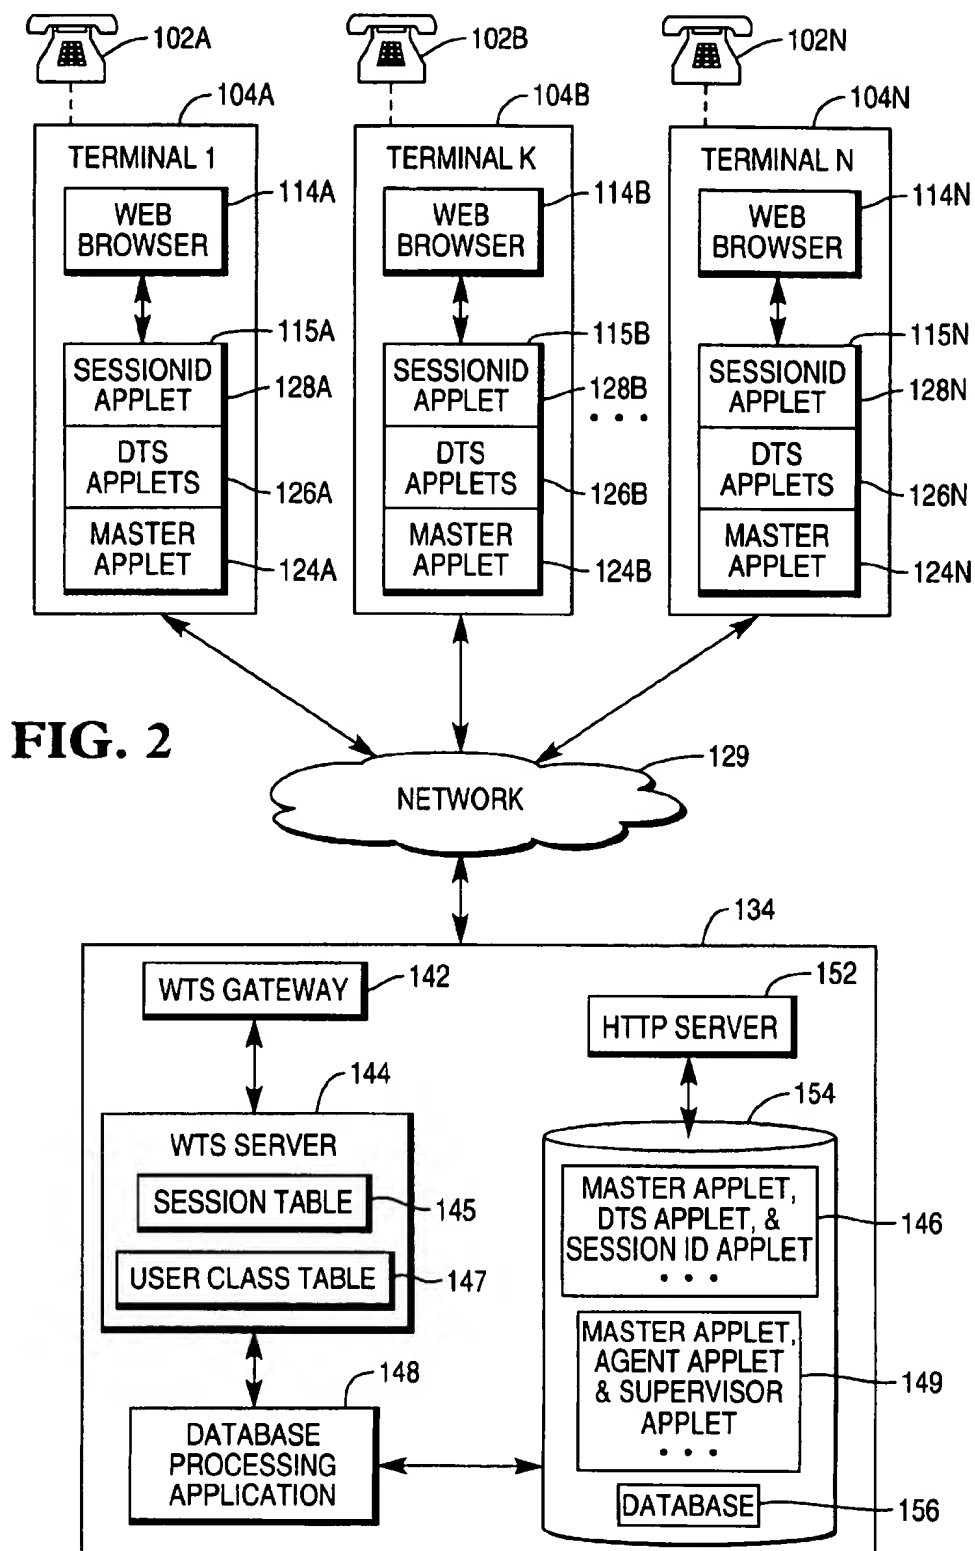 102A 102B 102N
104A 104B 104N
TERMINAL 1 TERMINAL K TERMINAL N
114A 114B 114N
WEB BROWSER WEB BROWSER WEB BROWSER
115A 115B 115N
SESSIONID APPLET SESSIONID APPLET SESSIONID APPLET
128A 128B 128N
• • •
DTS APPLETS DTS APPLETS DTS APPLETS
126A 126B 126N
MASTER APPLET MASTER APPLET MASTER APPLET
124A 124B 124N
FIG. 2
129
NETWORK
134
WTS GATEWAY
142
144
WTS SERVER
SESSION TABLE
145
USER CLASS TABLE
147
148
DATABASE
PROCESSING
APPLICATION
152
HTTP SERVER
154
MASTER APPLET,
DTS APPLET, &
SESSION ID APPLET
• • •
146
MASTER APPLET,
AGENT APPLET
& SUPERVISOR
APPLET
• • •
149
DATABASE
156